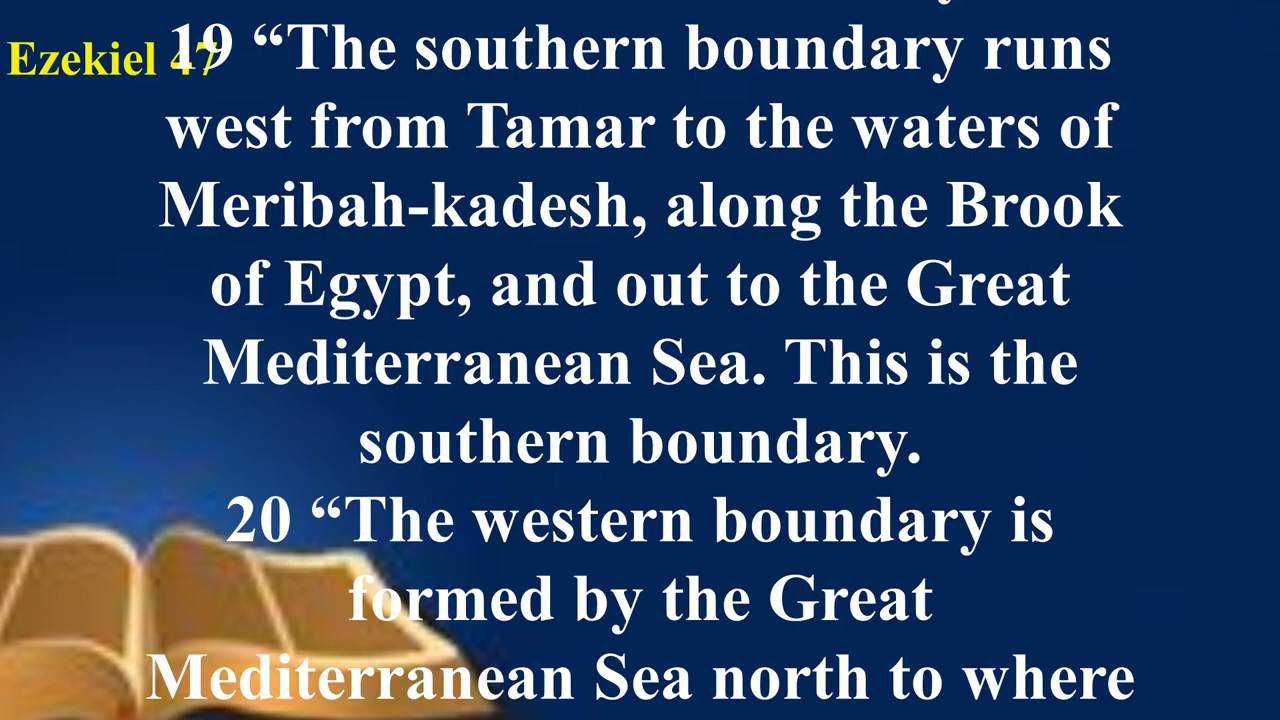 Ezekiel 47
19 “The southern boundary runs
west from Tamar to the waters of
Meribah-kadesh, along the Brook
of Egypt, and out to the Great
Mediterranean Sea. This is the
southern boundary.
20 “The western boundary is
formed by the Great
Mediterranean Sea north to where